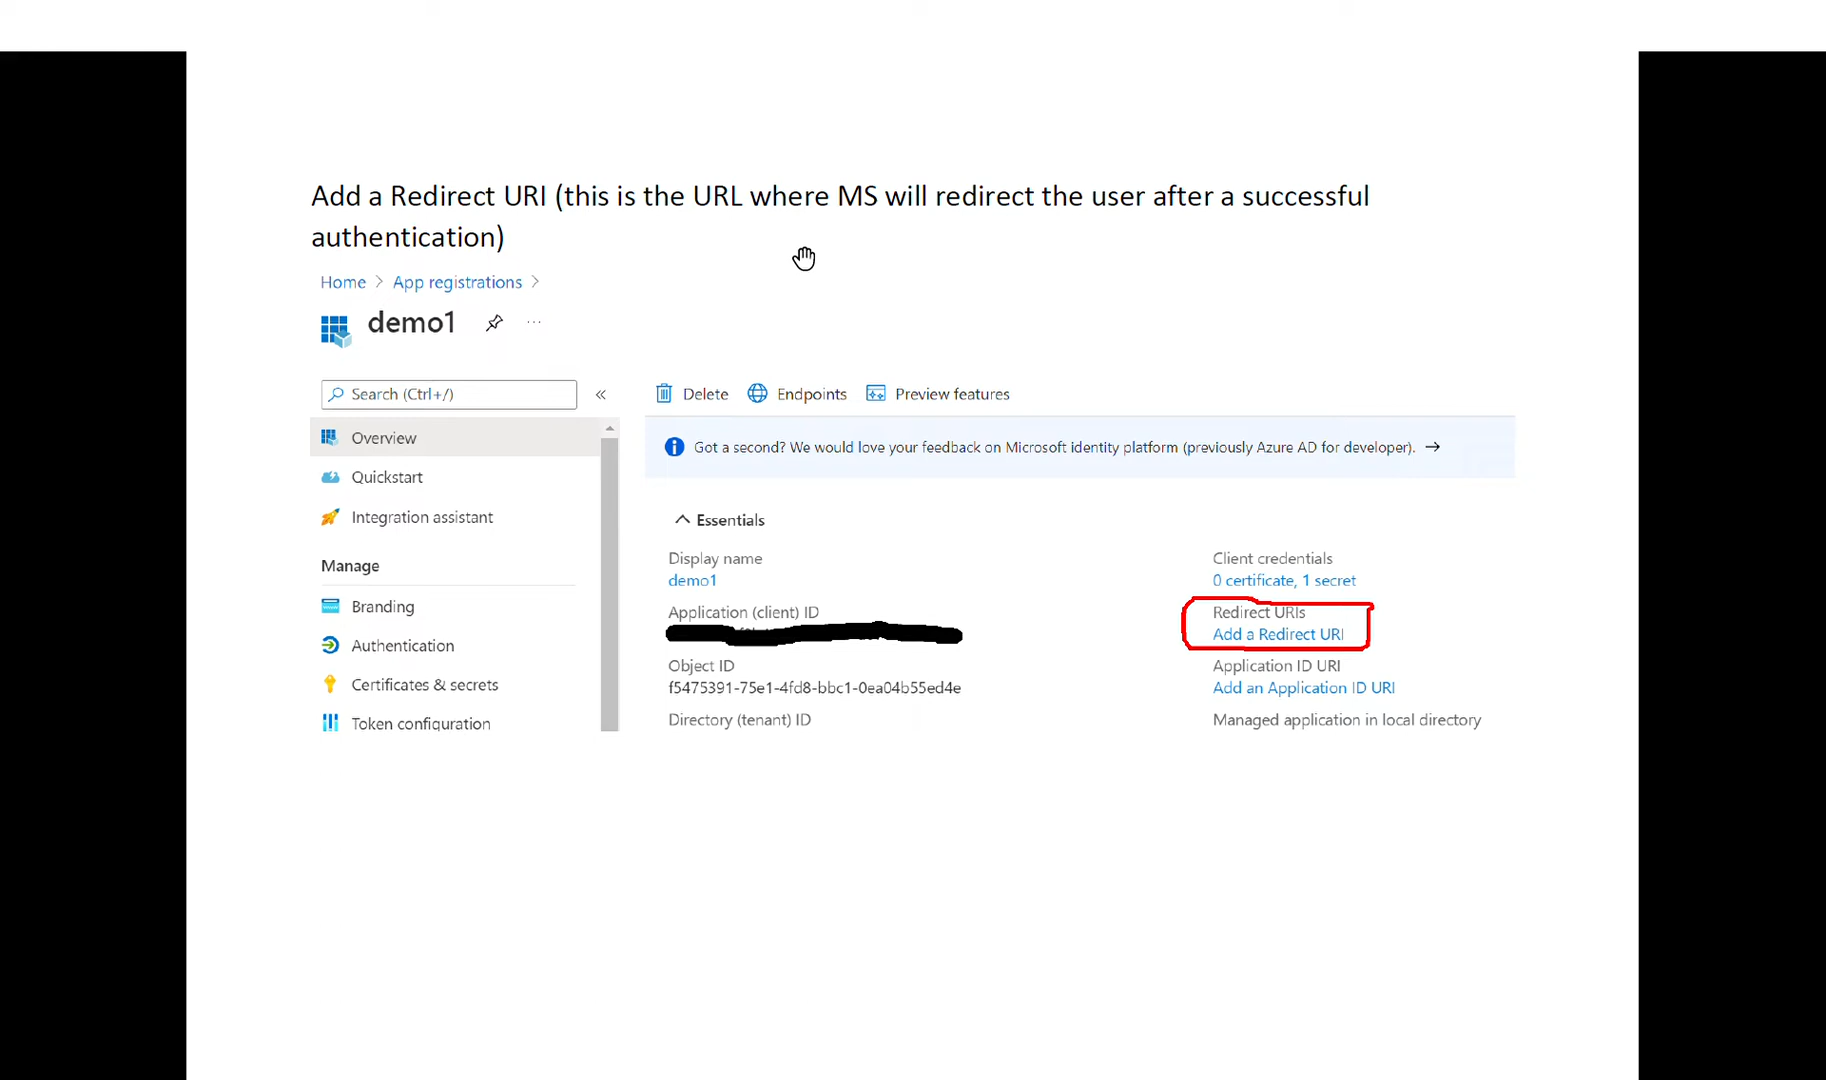 Add a Redirect URI (this is the URL where MS will redirect the user after a successful
authentication)
Home > App registrations >
demo1
...
Search (Ctrl+/)
«
Overview
Quickstart
Integration assistant
Manage
Branding
Authentication
Certificates & secrets
Token configuration
Delete Endpoints Preview features
Got a second? We would love your feedback on Microsoft identity platform (previously Azure AD for developer). →
Essentials
Display name
demo1
Application (client) ID
Object ID
f5475391-75e1-4fd8-bbc1-0ea04b55ed4e
Directory (tenant) ID
Client credentials
0 certificate, 1 secret
Redirect URIs
Add a Redirect URI
Application ID URI
Add an Application ID URI
Managed application in local directory